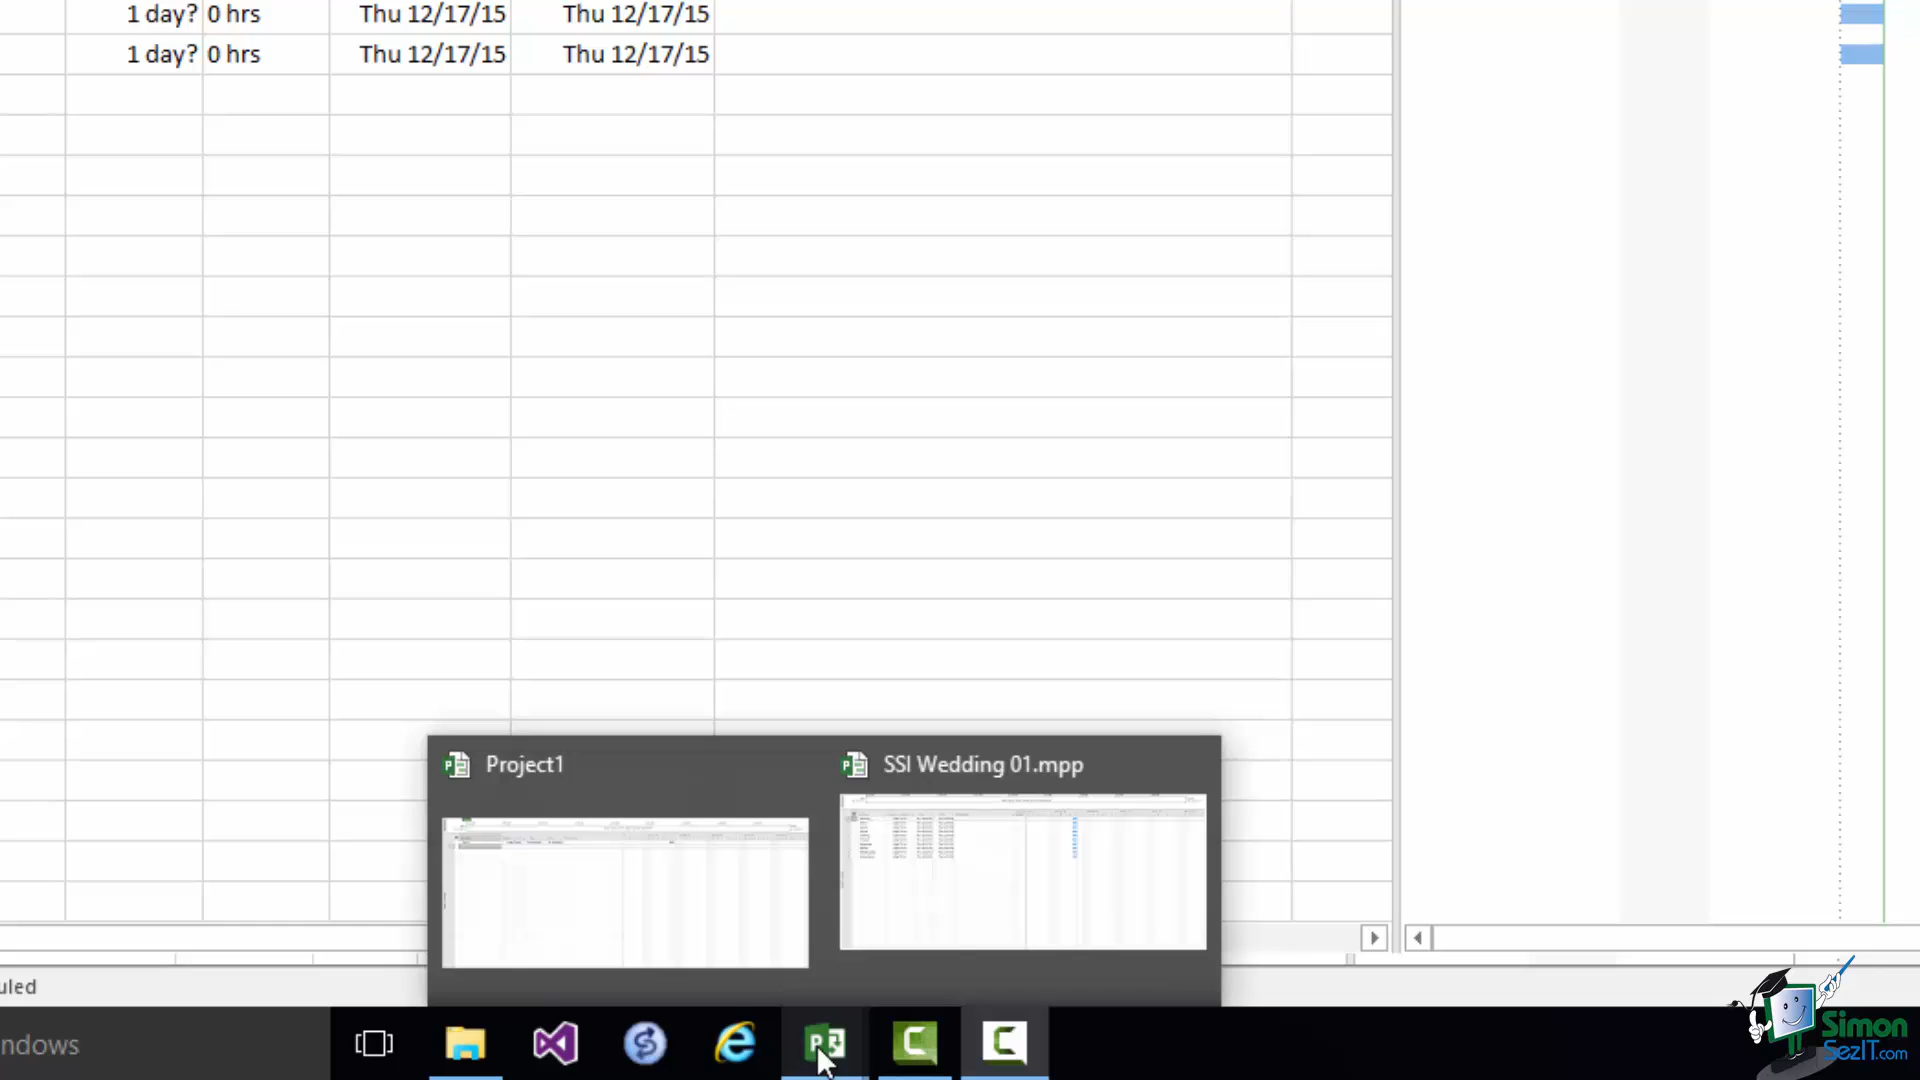 1 day? 0 hrs Thu 12/17/15 Thu 12/17/15
1 day? 0 hrs Thu 12/17/15 Thu 12/17/15
Project1 SSI Wedding 01.mpp
uled
ndows
Simon
SezIT.com